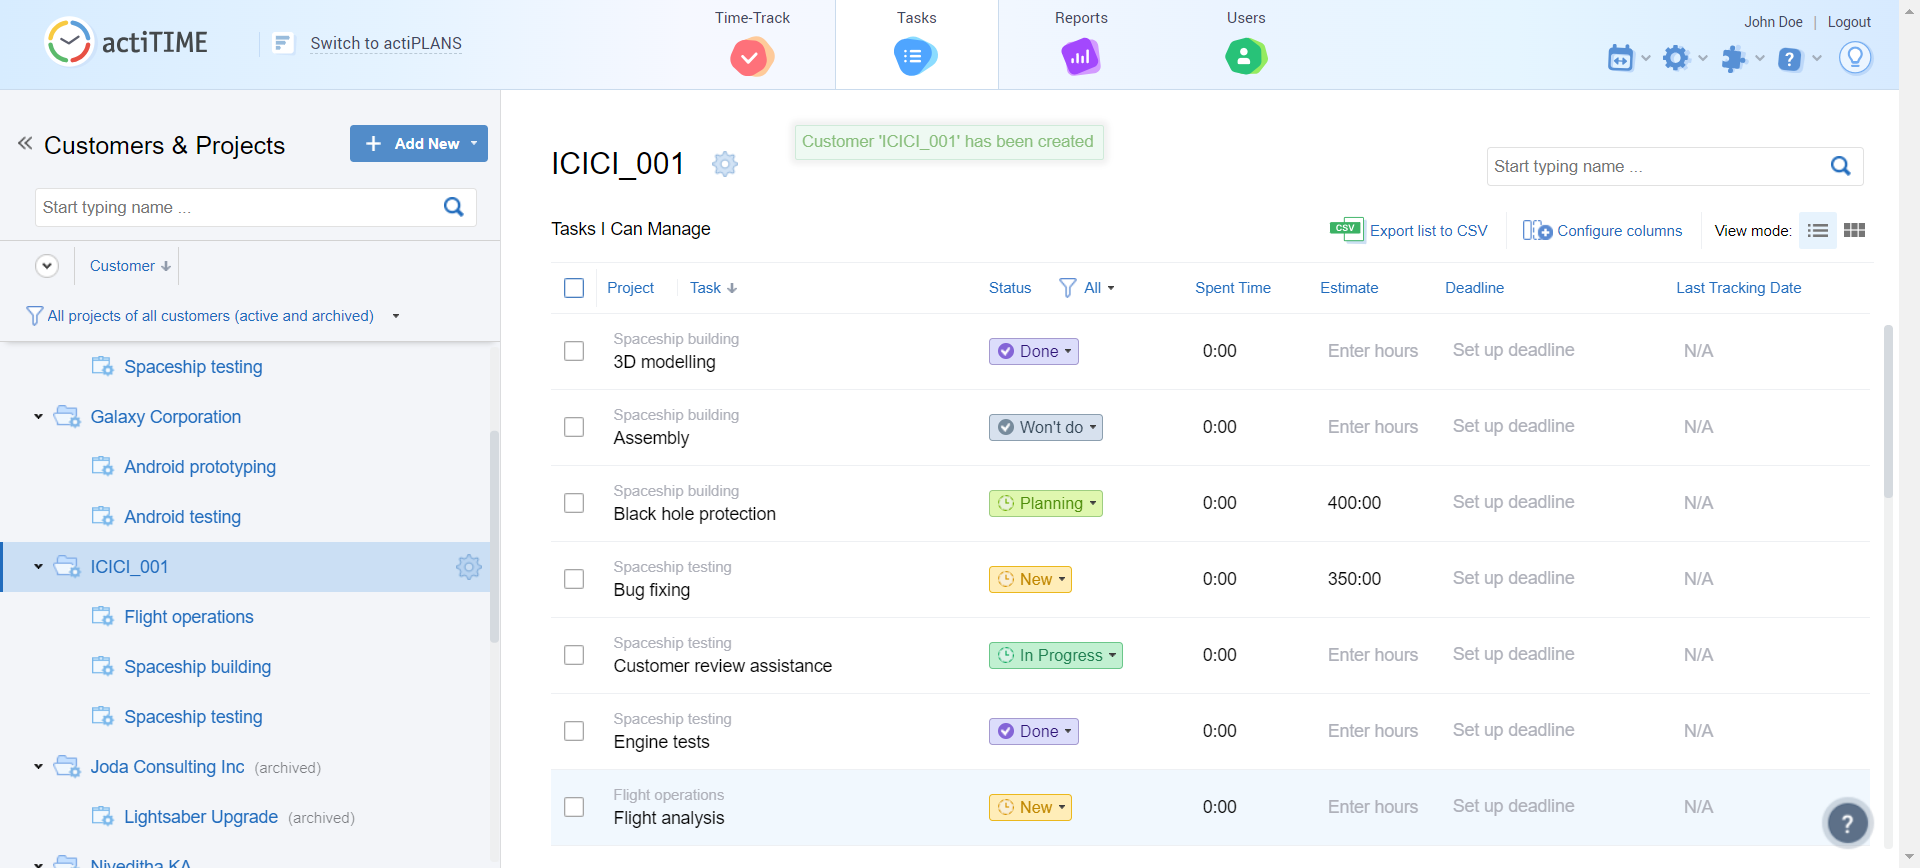 actiTIME
Switch to actiPLANS
Time-Track
Tasks
Reports
Users
John Doe | Logout
Customers & Projects
Add New
Start typing name ...
Customer
All projects of all customers (active and archived)
Spaceship testing
Galaxy Corporation
Android prototyping
Android testing
ICICI_001
Flight operations
Spaceship building
Spaceship testing
Joda Consulting Inc (archived)
Lightsaber Upgrade (archived)
Niveditha KA
ICICI_001
Customer 'ICICI_001' has been created
Start typing name ...
Tasks I Can Manage
CSV Export list to CSV
Configure columns
View mode:
Project Task Status All Spent Time Estimate Deadline Last Tracking Date
Spaceship building
3D modelling Done 0:00 Enter hours Set up deadline N/A
Spaceship building
Assembly Won't do 0:00 Enter hours Set up deadline N/A
Spaceship building
Black hole protection Planning 0:00 400:00 Set up deadline N/A
Spaceship testing
Bug fixing New 0:00 350:00 Set up deadline N/A
Spaceship testing
Customer review assistance In Progress 0:00 Enter hours Set up deadline N/A
Spaceship testing
Engine tests Done 0:00 Enter hours Set up deadline N/A
Flight operations
Flight analysis New 0:00 Enter hours Set up deadline N/A
?